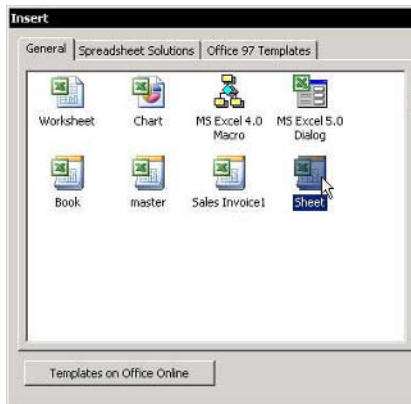 Insert
General Spreadsheet Solutions Office 97 Templates
Worksheet Chart MS Excel 4.0 Macro MS Excel 5.0 Dialog
Book master Sales Invoice1 Sheet
Templates on Office Online